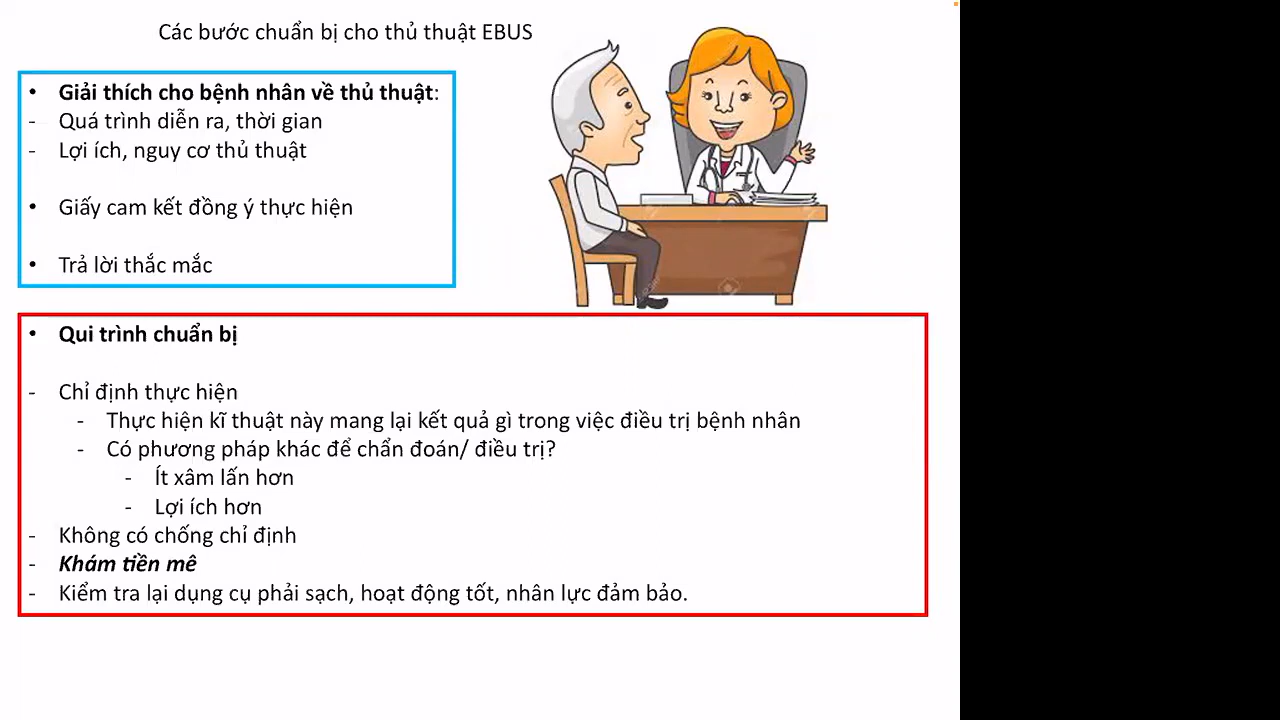 Các bước chuẩn bị cho thủ thuật EBUS
• Giải thích cho bệnh nhân về thủ thuật:
- Quá trình diễn ra, thời gian
- Lợi ích, nguy cơ thủ thuật
• Giấy cam kết đồng ý thực hiện
• Trả lời thắc mắc
• Qui trình chuẩn bị
- Chỉ định thực hiện
- Thực hiện kĩ thuật này mang lại kết quả gì trong việc điều trị bệnh nhân
- Có phương pháp khác để chẩn đoán/ điều trị?
- Ít xâm lấn hơn
- Lợi ích hơn
- Không có chống chỉ định
- Khám tiền mê
- Kiểm tra lại dụng cụ phải sạch, hoạt động tốt, nhân lực đảm bảo.